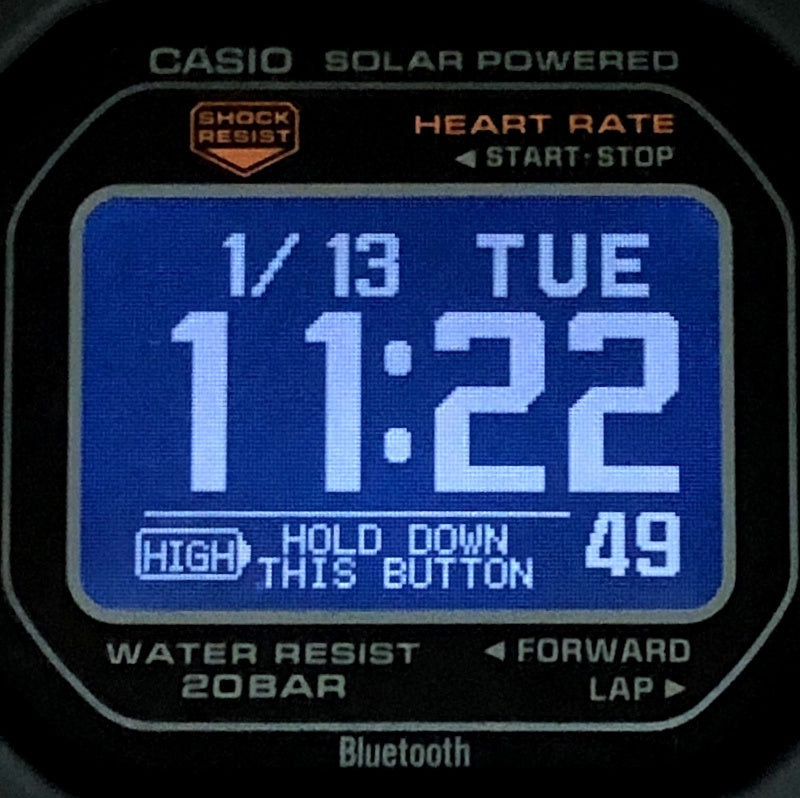 CASIO SOLAR POWERED
SHOCK
RESIST
HEART RATE
◄ START·STOP
1/13 TUE
11:22
49
HIGH
HOLD DOWN
THIS BUTTON
WATER RESIST
20BAR
◄ FORWARD
LAP ►
Bluetooth